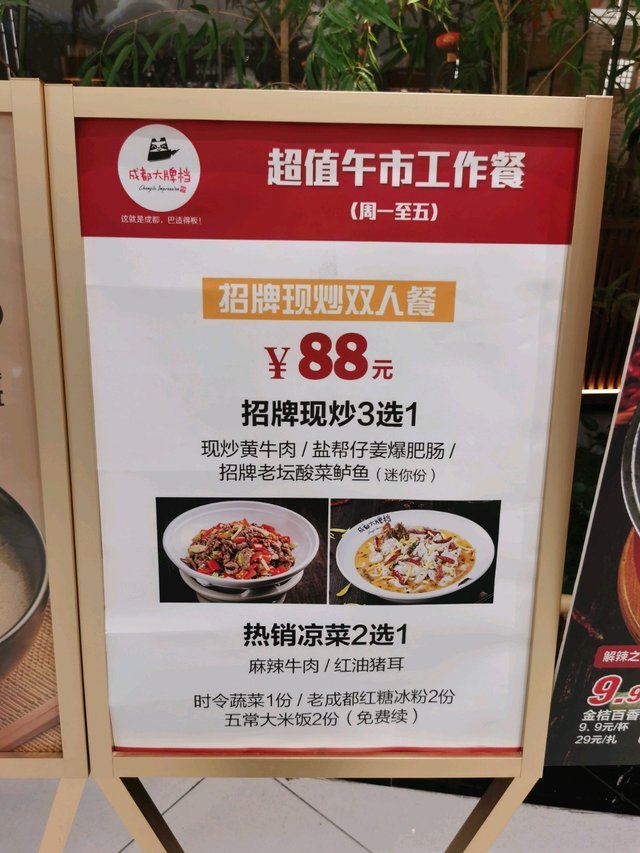 成都大牌档
Chengdu Impression
这就是成都，巴适得板！
超值午市工作餐
（周一至五）
招牌现炒双人餐
￥88元
招牌现炒3选1
现炒黄牛肉 / 盐帮仔姜爆肥肠 /
招牌老坛酸菜鲈鱼（迷你份）
成都大牌档
热销凉菜2选1
麻辣牛肉 / 红油猪耳
时令蔬菜1份 / 老成都红糖冰粉2份
五常大米饭2份（免费续）
解辣之
9.9
金桔百香
9.9元/杯
29元/扎